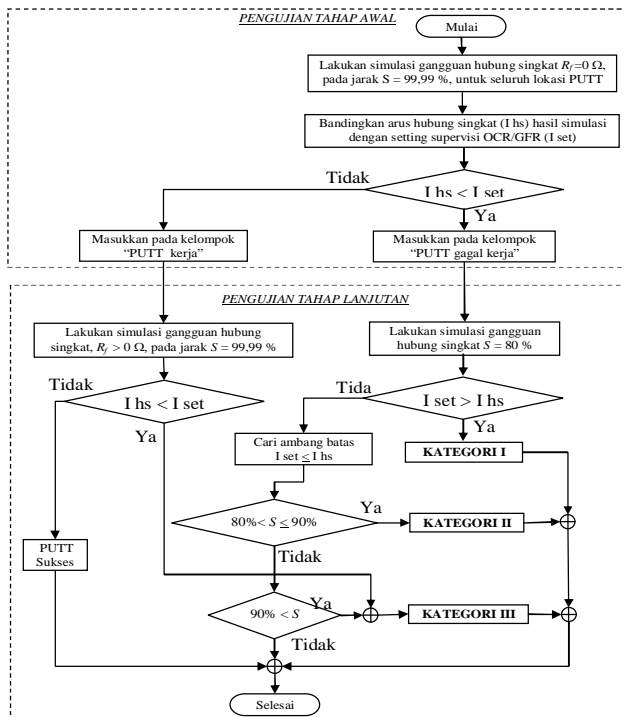 PENGUJIAN TAHAP AWAL
Mulai
Lakukan simulasi gangguan hubung singkat Rf=0 Ω,
pada jarak S = 99,99 %, untuk seluruh lokasi PUTT
Bandingkan arus hubung singkat (I hs) hasil simulasi
dengan setting supervisi OCR/GFR (I set)
Tidak
I hs < I set
Ya
Masukkan pada kelompok
“PUTT kerja”
Masukkan pada kelompok
“PUTT gagal kerja”
PENGUJIAN TAHAP LANJUTAN
Lakukan simulasi gangguan hubung
singkat, Rf > 0 Ω, pada jarak S = 99,99 %
Lakukan simulasi gangguan
hubung singkat S = 80 %
Tidak
I hs < I set
Ya
Tida
I set > I hs
Ya
Cari ambang batas
I set ≤ I hs
KATEGORI I
80%< S ≤ 90%
Ya
KATEGORI II
Tidak
PUTT
Sukses
90% < S
Ya
KATEGORI III
Tidak
Selesai